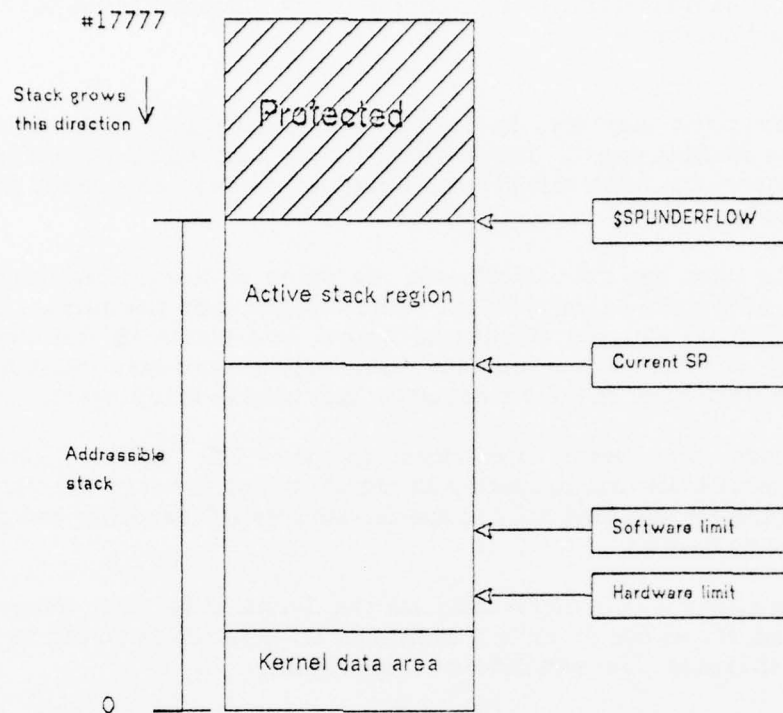 #17777
Stack grows
this direction
Protected
$SPUNDERFLOW
Active stack region
Current SP
Addressible
stack
Software limit
Hardware limit
Kernel data area
0